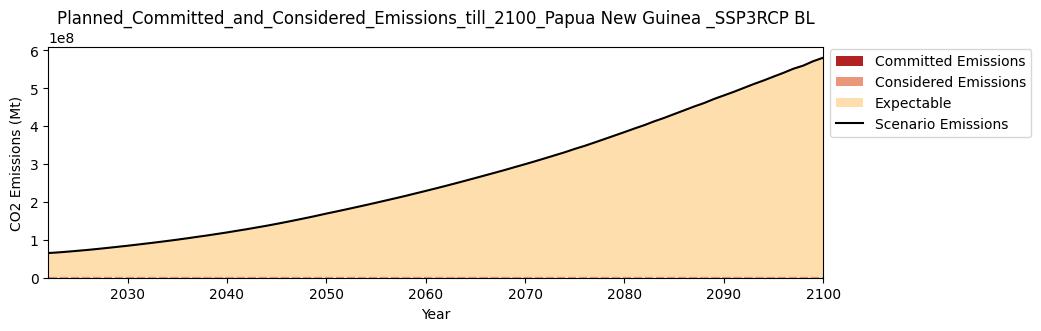 Planned_Committed_and_Considered_Emissions_till_2100_Papua New Guinea _SSP3RCP BL
1e8
6
5
4
3
2
1
0
CO2 Emissions (Mt)
2030 2040 2050 2060 2070 2080 2090 2100
Year
Committed Emissions
Considered Emissions
Expectable
Scenario Emissions